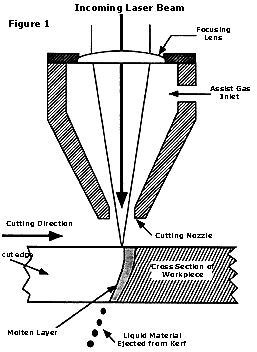 Incoming Laser Beam
Figure 1
Focusing
Lens
Assist Gas
Inlet
Cutting Direction
Cutting Nozzle
cut edge
Cross Section of
Workpiece
Molten Layer
Liquid Material
Ejected from Kerf